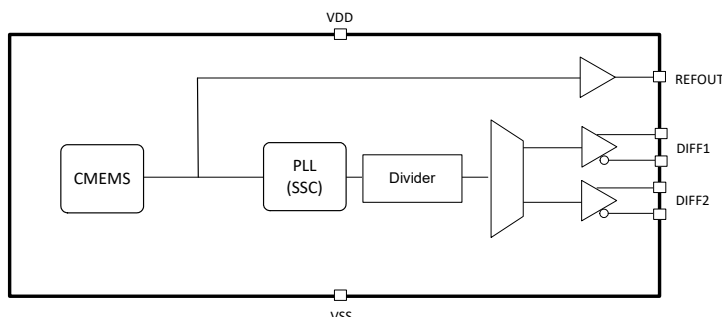 VDD
REFOUT
CMEMS
PLL
(SSC)
Divider
DIFF1
DIFF2
VSS